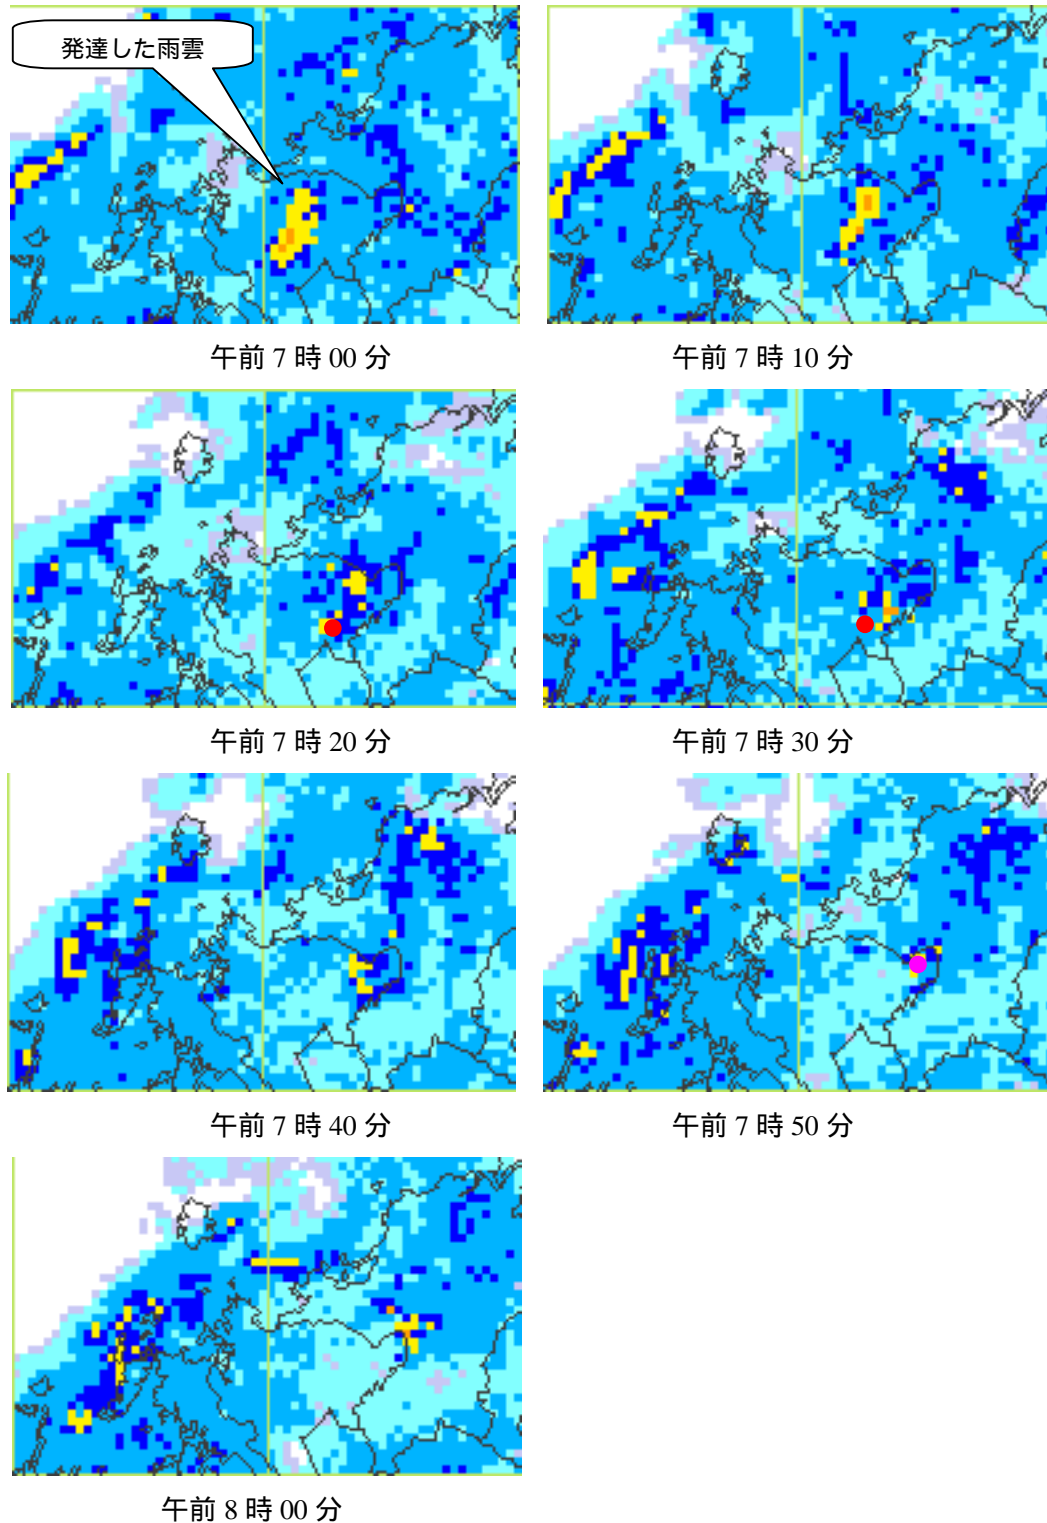 発達した雨雲
午前 7 時 00 分
午前 7 時 10 分
午前 7 時 20 分
午前 7 時 30 分
午前 7 時 40 分
午前 7 時 50 分
午前 8 時 00 分